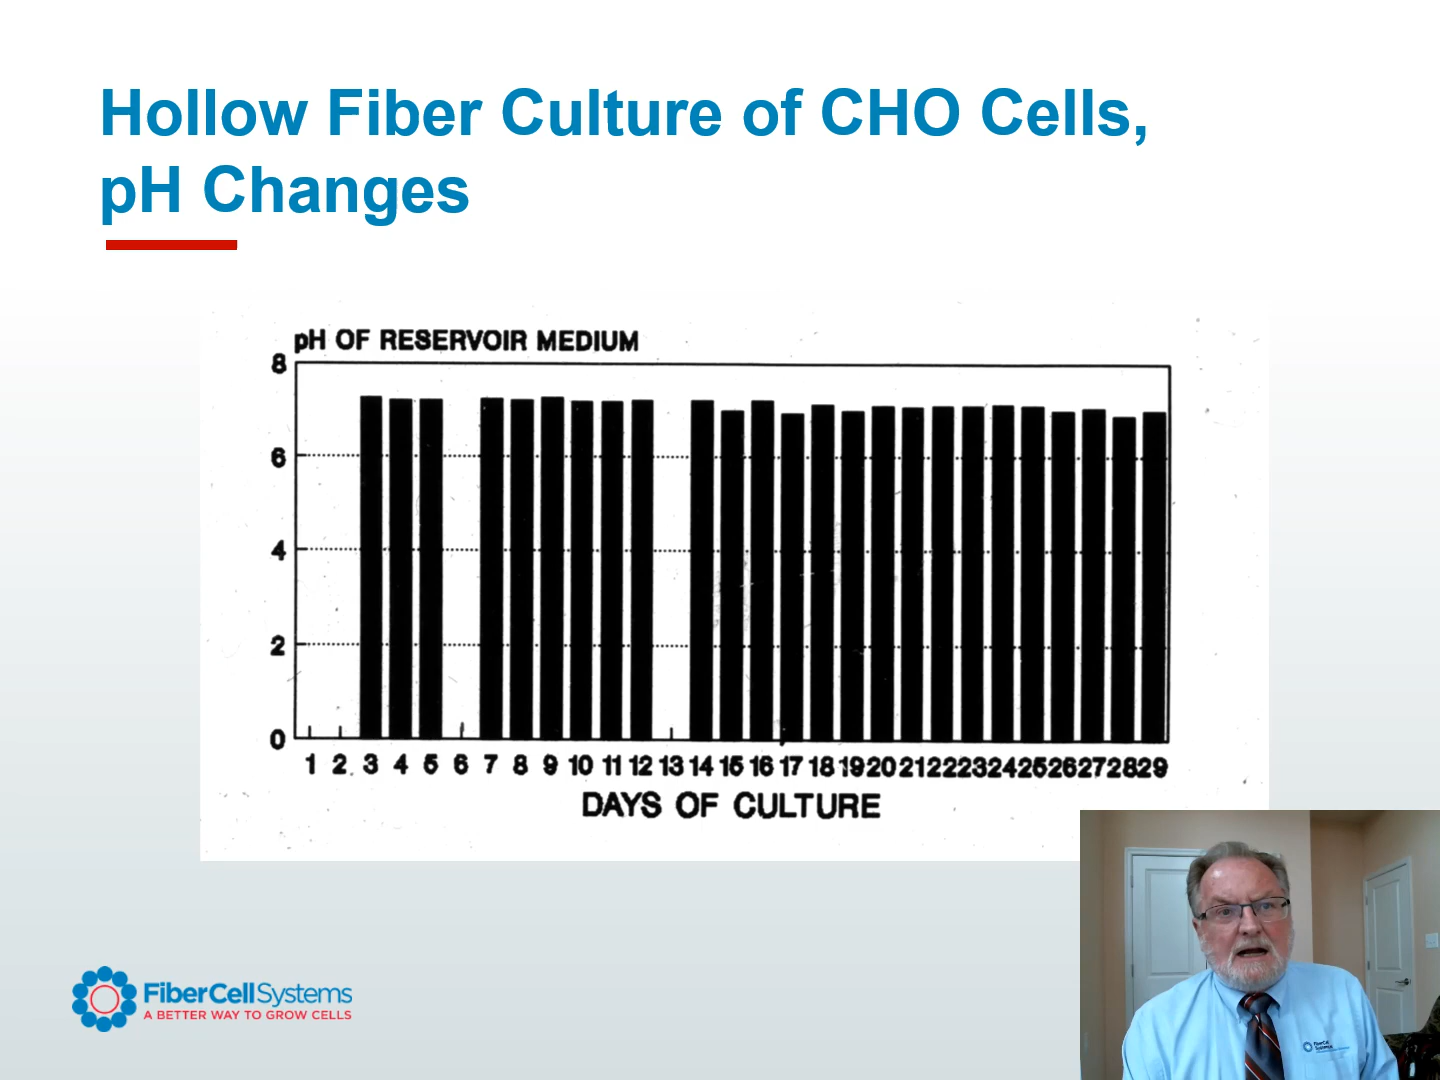 Hollow Fiber Culture of CHO Cells,
pH Changes
pH OF RESERVOIR MEDIUM
8
6
4
2
0
1 2 3 4 5 6 7 8 9 10 11 12 13 14 15 16 17 18 19 20 21 22 23 24 25 26 27 28 29
DAYS OF CULTURE
FiberCellSystems
A BETTER WAY TO GROW CELLS
FiberCell
Systems